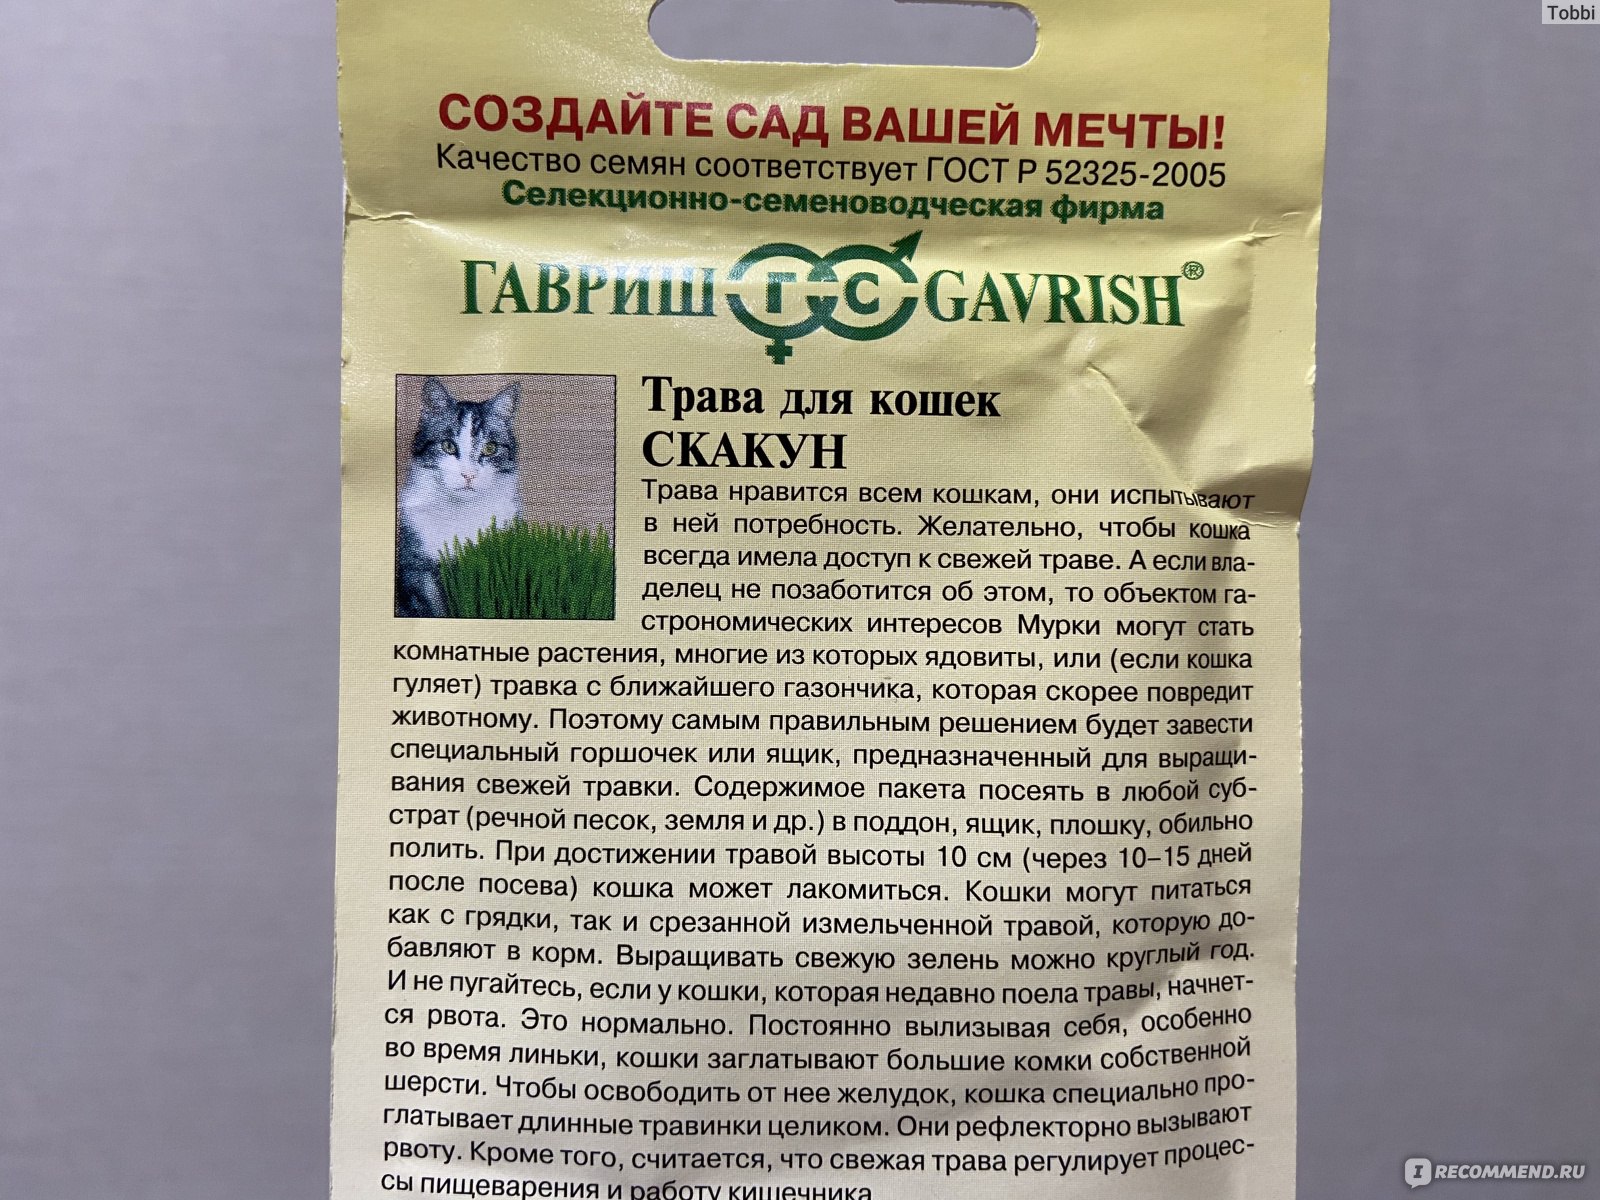 Tobbi
СОЗДАЙТЕ САД ВАШЕЙ МЕЧТЫ!
Качество семян соответствует ГОСТ Р 52325-2005
Селекционно-семеноводческая фирма
ГАВРИШ ГС GAVRISH®
Трава для кошек
СКАКУН
Трава нравится всем кошкам, они испытывают
в ней потребность. Желательно, чтобы кошка
всегда имела доступ к свежей траве. А если вла-
делец не позаботится об этом, то объектом га-
строномических интересов Мурки могут стать
комнатные растения, многие из которых ядовиты, или (если кошка
гуляет) травка с ближайшего газончика, которая скорее повредит
животному. Поэтому самым правильным решением будет завести
специальный горшочек или ящик, предназначенный для выращи-
вания свежей травки. Содержимое пакета посеять в любой суб-
страт (речной песок, земля и др.) в поддон, ящик, плошку, обильно
полить. При достижении травой высоты 10 см (через 10–15 дней
после посева) кошка может лакомиться. Кошки могут питаться
как с грядки, так и срезанной измельченной травой, которую до-
бавляют в корм. Выращивать свежую зелень можно круглый год.
И не пугайтесь, если у кошки, которая недавно поела травы, начнет-
ся рвота. Это нормально. Постоянно вылизывая себя, особенно
во время линьки, кошки заглатывают большие комки собственной
шерсти. Чтобы освободить от нее желудок, кошка специально про-
глатывает длинные травинки целиком. Они рефлекторно вызывают
рвоту. Кроме того, считается, что свежая трава регулирует процес-
сы пищеварения и работу кишечника
I RECOMMEND.RU